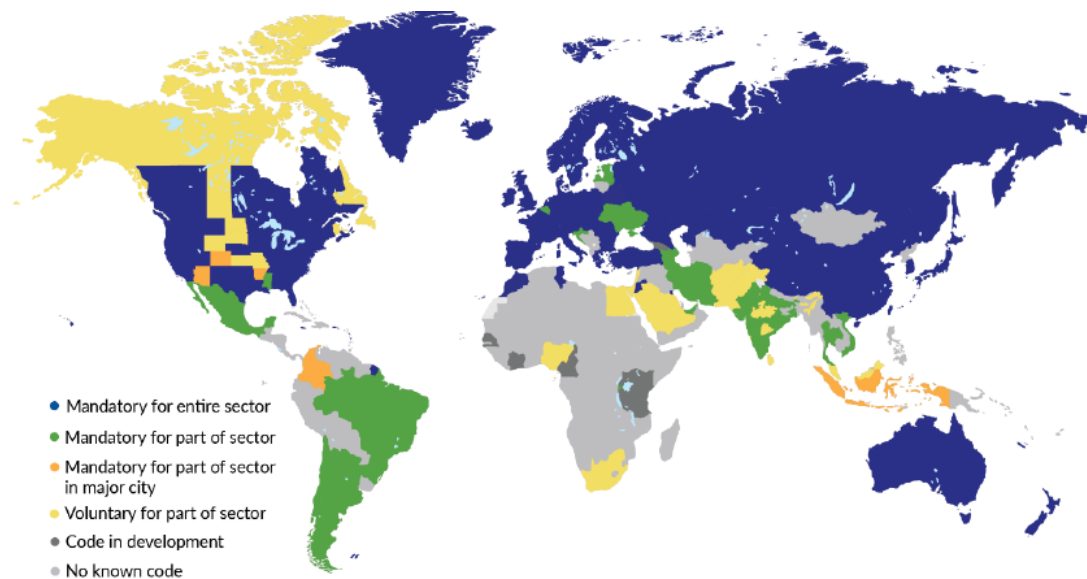 Mandatory for entire sector
Mandatory for part of sector
Mandatory for part of sector
in major city
Voluntary for part of sector
Code in development
No known code